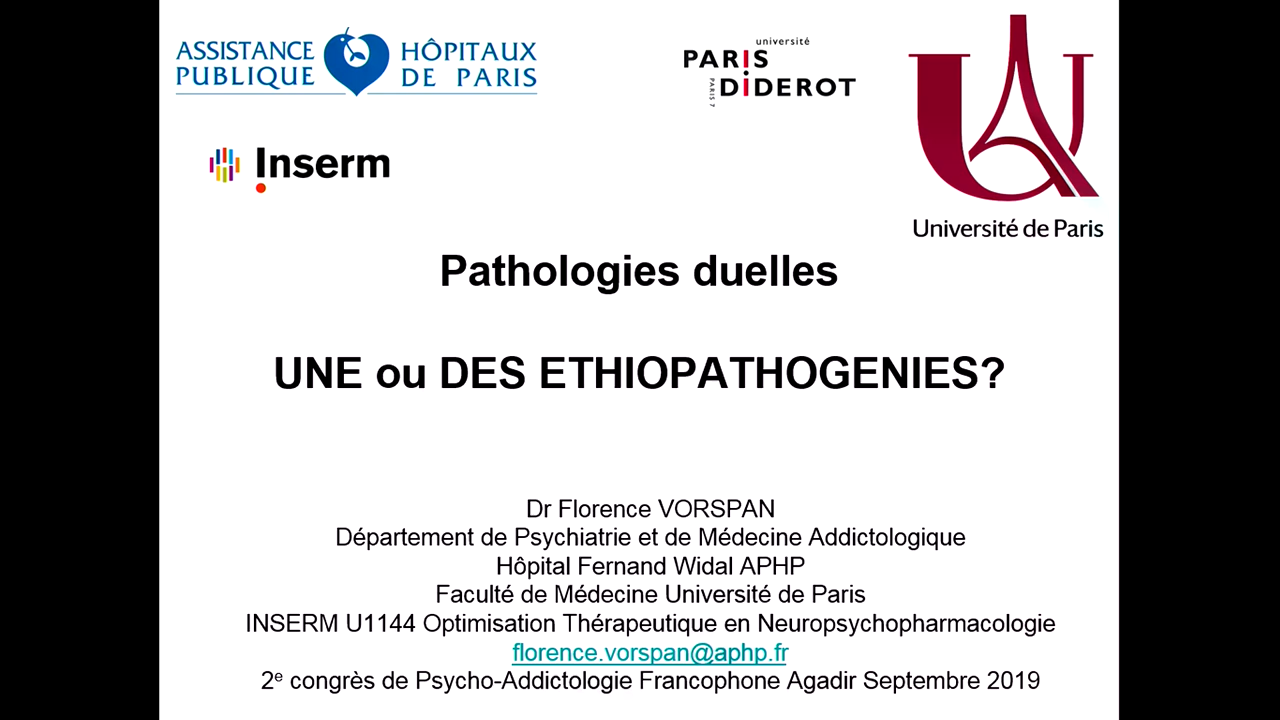 ASSISTANCE PUBLIQUE
HÔPITAUX DE PARIS
université
PARIS
DIDEROT
PARIS 7
Inserm
Université de Paris
Pathologies duelles
UNE ou DES ETHIOPATHOGENIES?
Dr Florence VORSPAN
Département de Psychiatrie et de Médecine Addictologique
Hôpital Fernand Widal APHP
Faculté de Médecine Université de Paris
INSERM U1144 Optimisation Thérapeutique en Neuropsychopharmacologie
florence.vorspan@aphp.fr
2e congrès de Psycho-Addictologie Francophone Agadir Septembre 2019